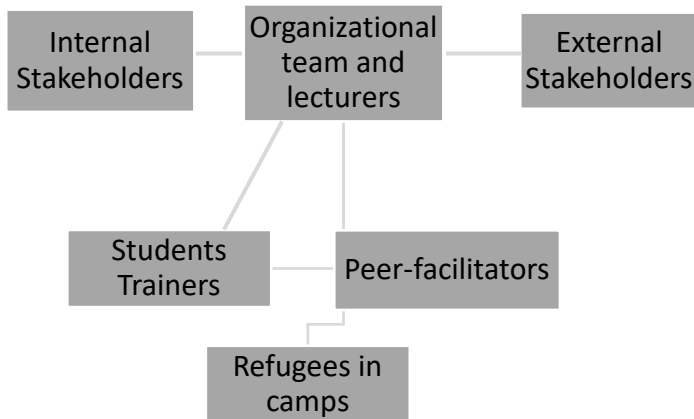 Internal
Stakeholders
Organizational
team and
lecturers
External
Stakeholders
Students
Trainers
Peer-facilitators
Refugees in
camps